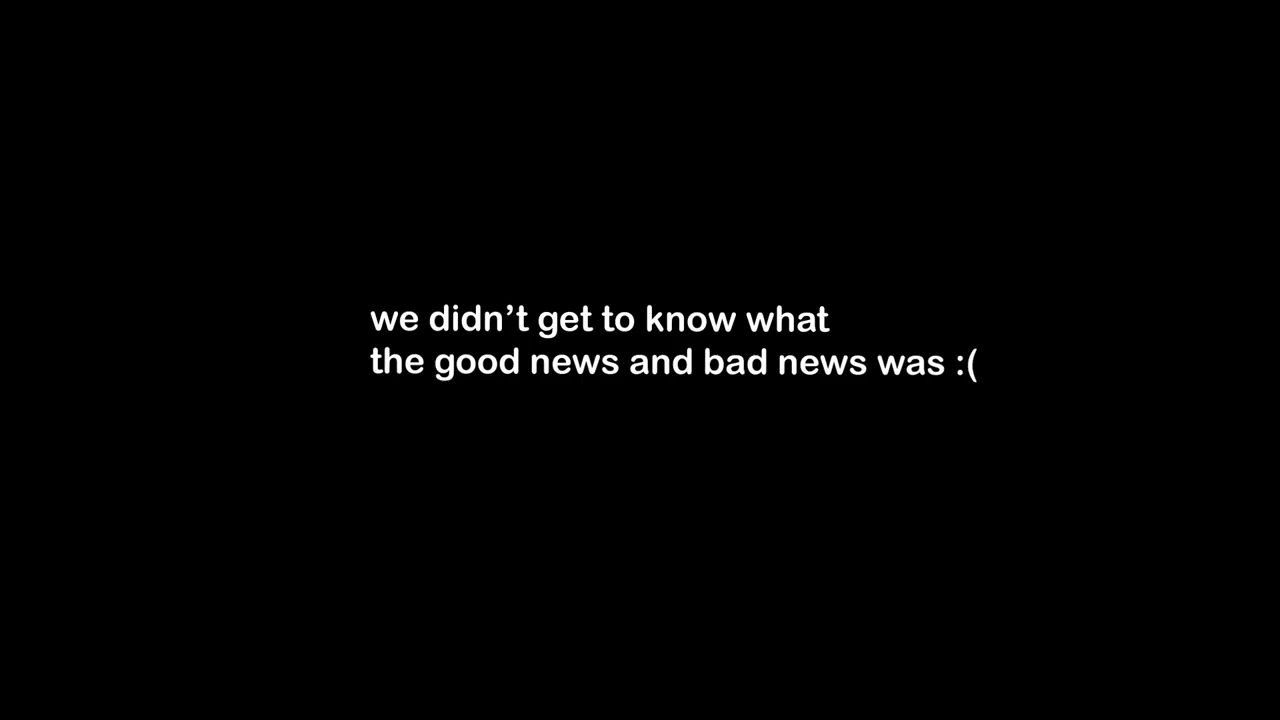 we didn’t get to know what
the good news and bad news was :(